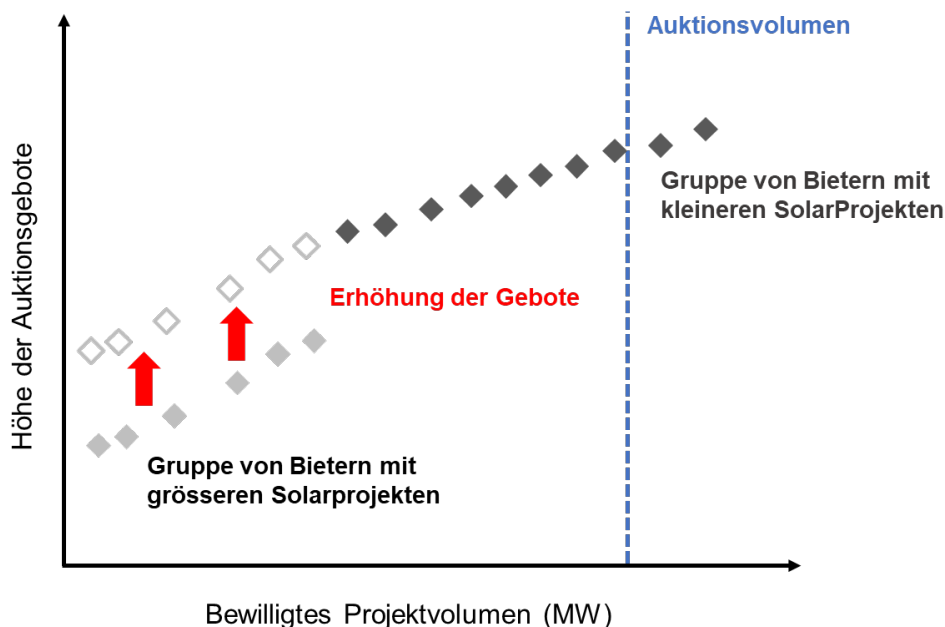 Auktionsvolumen
Gruppe von Bietern mit
kleineren SolarProjekten
Erhöhung der Gebote
Gruppe von Bietern mit
grösseren Solarprojekten
Höhe der Auktionsgebote
Bewilligtes Projektvolumen (MW)